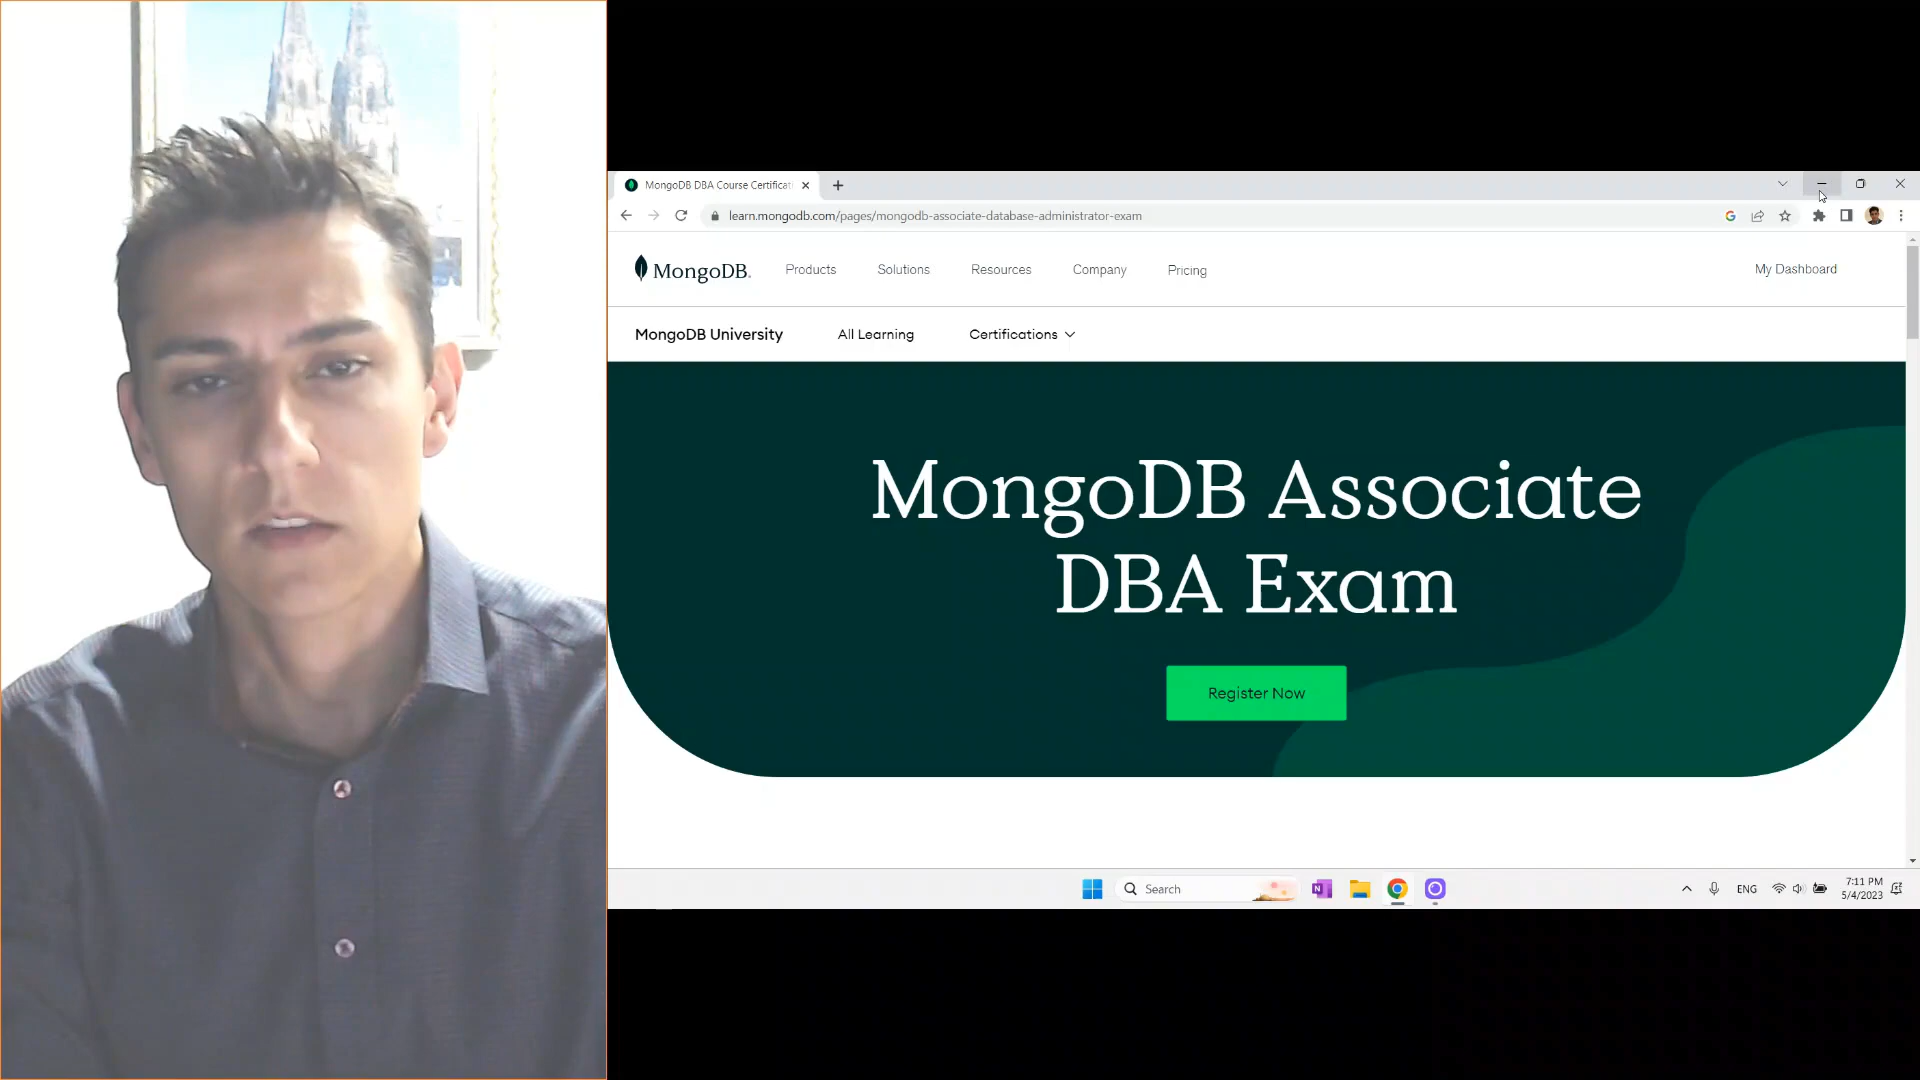 MongoDB DBA Course Certificati
learn.mongodb.com/pages/mongodb-associate-database-administrator-exam
MongoDB.
Products
Solutions
Resources
Company
Pricing
My Dashboard
MongoDB University
All Learning
Certifications
MongoDB Associate
DBA Exam
Register Now
Search
ENG
7:11 PM
5/4/2023